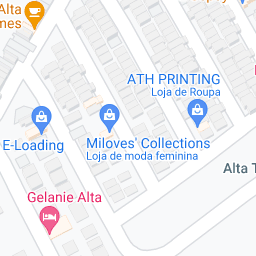 Alta
nes
ATH PRINTING
Loja de Roupa
E-Loading
Miloves' Collections
Loja de moda feminina
Alta T
Gelanie Alta